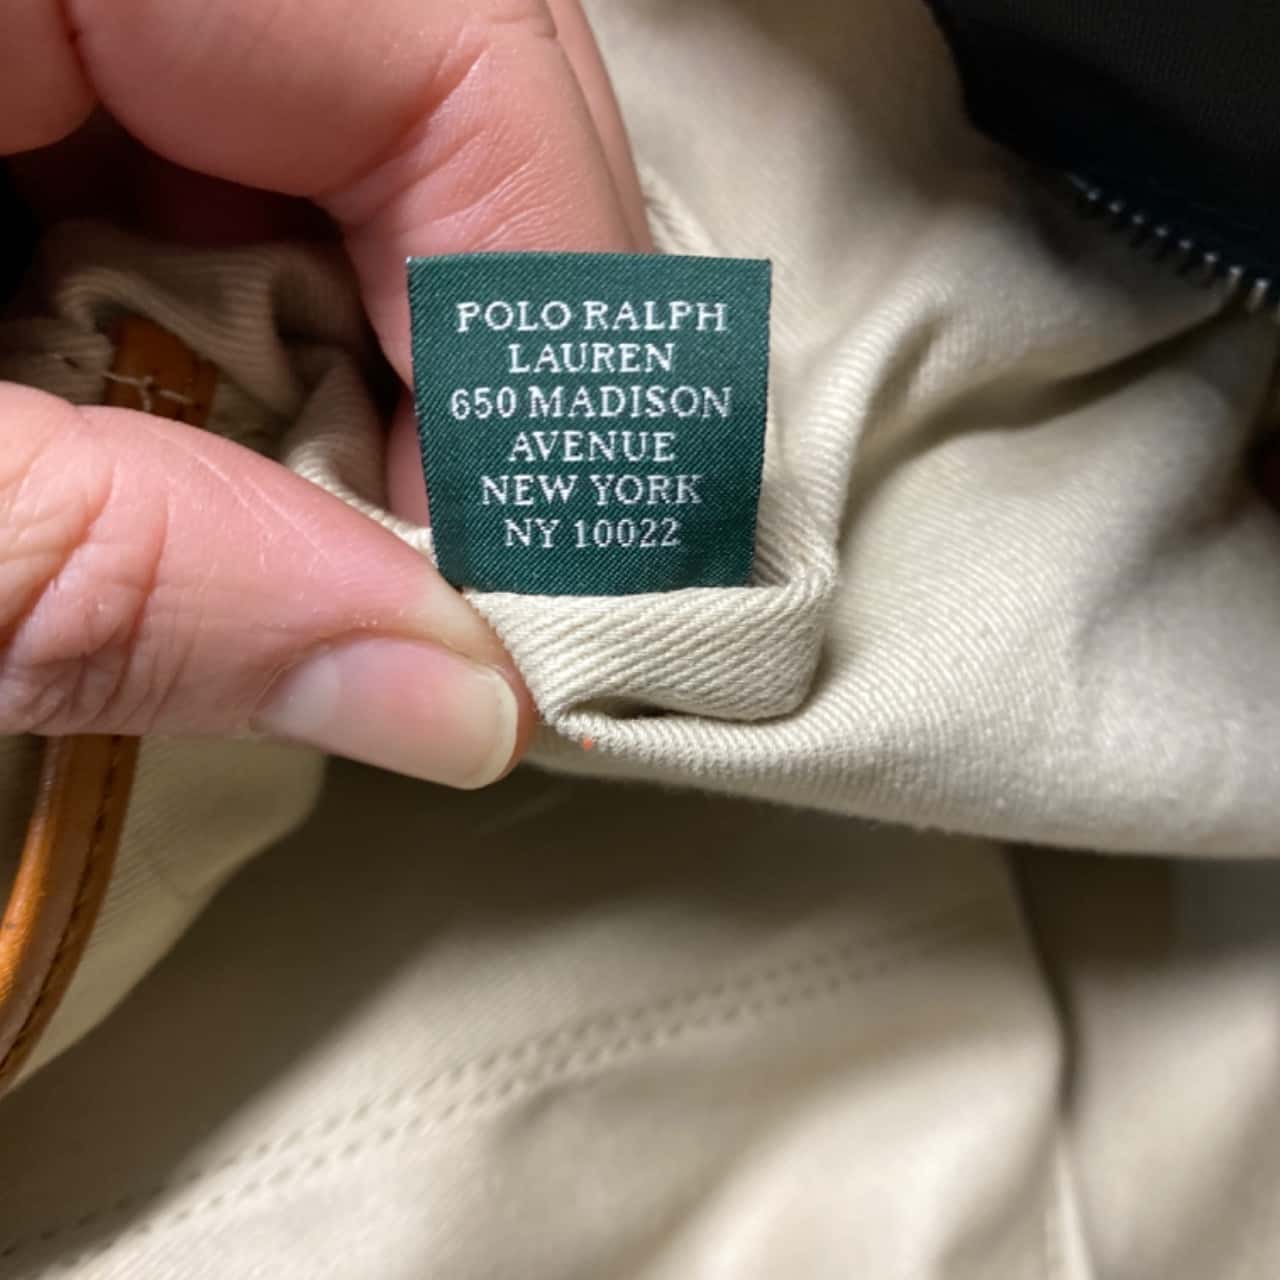 POLO RALPH
LAUREN
650 MADISON
AVENUE
NEW YORK
NY 10022